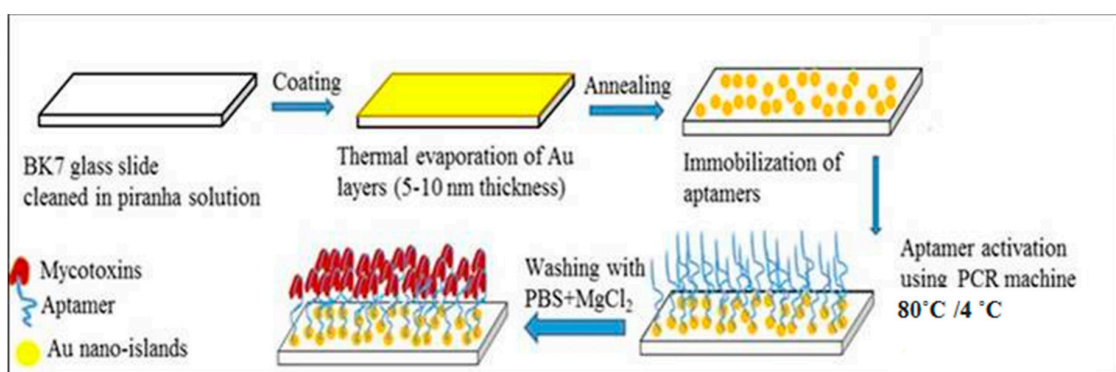 Coating
Annealing
BK7 glass slide
cleaned in piranha solution
Thermal evaporation of Au
layers (5-10 nm thickness)
Immobilization of
aptamers
Aptamer activation
using PCR machine
80˚C /4 ˚C
Washing with
PBS+MgCl₂
Mycotoxins
Aptamer
Au nano-islands